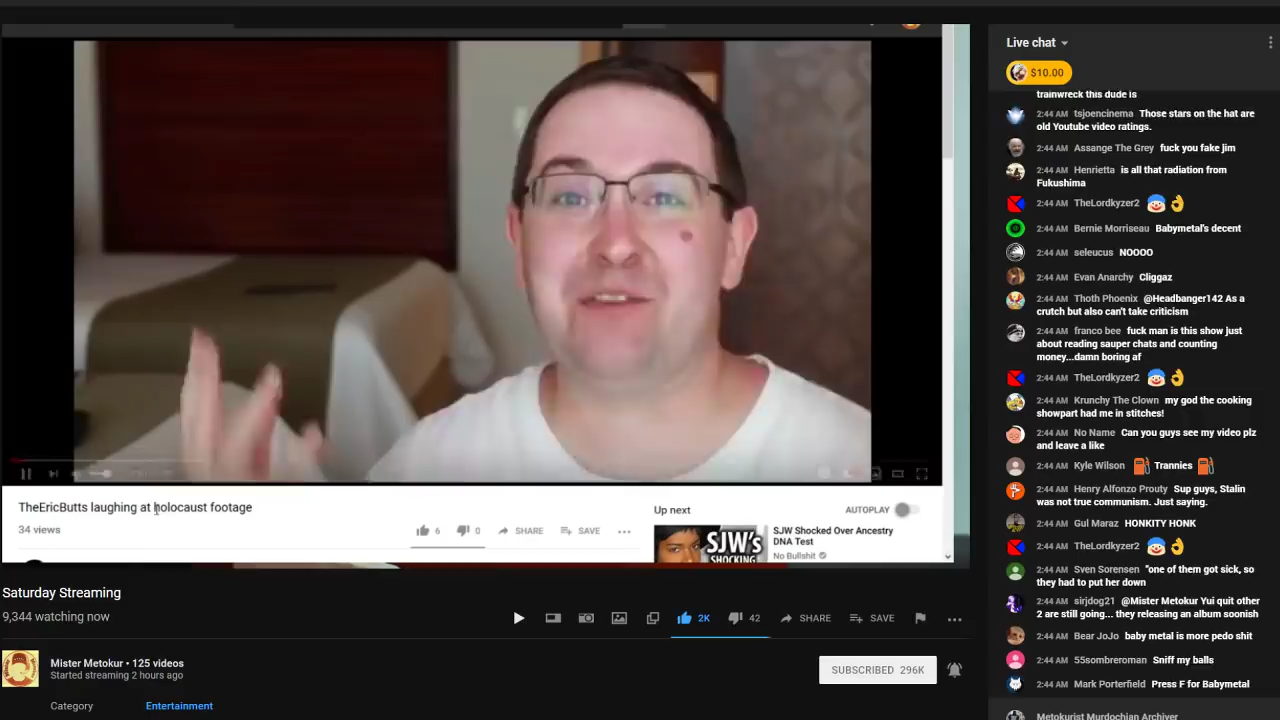 TheEricButts laughing at holocaust footage
34 views
6
0
SHARE
SAVE
Up next
AUTOPLAY
SJW'S
SHOCKING
SJW Shocked Over Ancestry
DNA Test
No Bullshit
Saturday Streaming
9,344 watching now
2K
42
SHARE
SAVE
Mister Metokur • 125 videos
Started streaming 2 hours ago
SUBSCRIBED 296K
Category
Entertainment
Live chat
$10.00
trainwreck this dude is
2:44 AM tsjoencinema Those stars on the hat are
old Youtube video ratings.
2:44 AM Assange The Grey fuck you fake jim
2:44 AM Henrietta is all that radiation from
Fukushima
2:44 AM TheLordkyzer2 🤡👌
2:44 AM Bernie Morriseau Babymetal's decent
2:44 AM seleucus NOOOO
2:44 AM Evan Anarchy Cliggaz
2:44 AM Thoth Phoenix @Headbanger142 As a
crutch but also can't take criticism
2:44 AM franco bee fuck man is this show just
about reading sauper chats and counting
money...damn boring af
2:44 AM TheLordkyzer2 🤡👌
2:44 AM Krunchy The Clown my god the cooking
showpart had me in stitches!
2:44 AM No Name Can you guys see my video plz
and leave a like
2:44 AM Kyle Wilson ⛽ Trannies ⛽
2:44 AM Henry Alfonzo Prouty Sup guys, Stalin
was not true communism. Just saying.
2:44 AM Gul Maraz HONKITY HONK
2:44 AM TheLordkyzer2 🤡👌
2:44 AM Sven Sorensen "one of them got sick, so
they had to put her down
2:44 AM sirjdog21 @Mister Metokur Yui quit other
2 are still going... they releasing an album soonish
2:44 AM Bear JoJo baby metal is more pedo shit
2:44 AM 55sombreroman Sniff my balls
2:44 AM Mark Porterfield Press F for Babymetal
Metokurist Murdochian Archiver